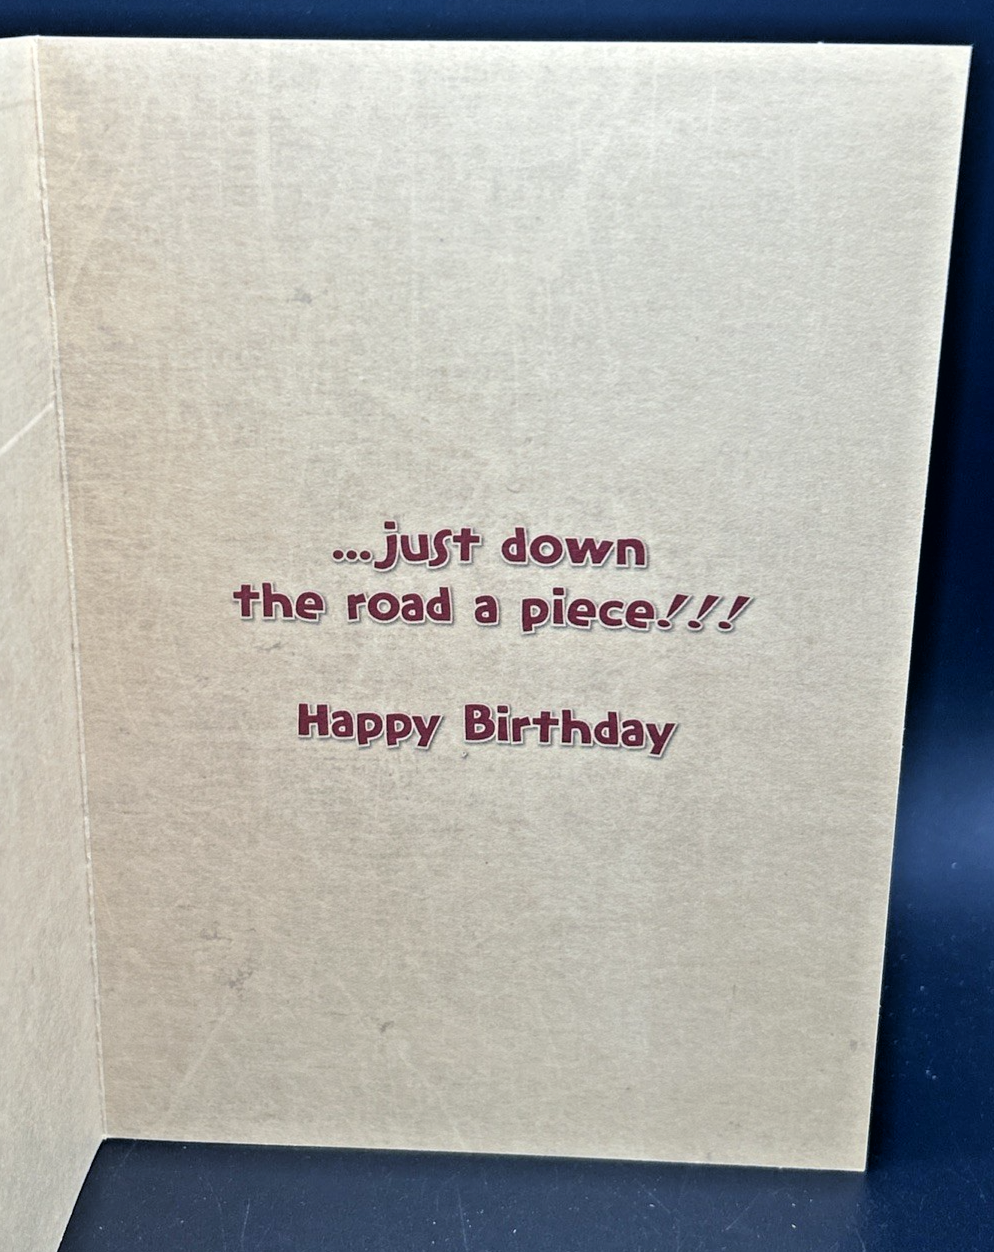 ...just down
the road a piece!!!
Happy Birthday